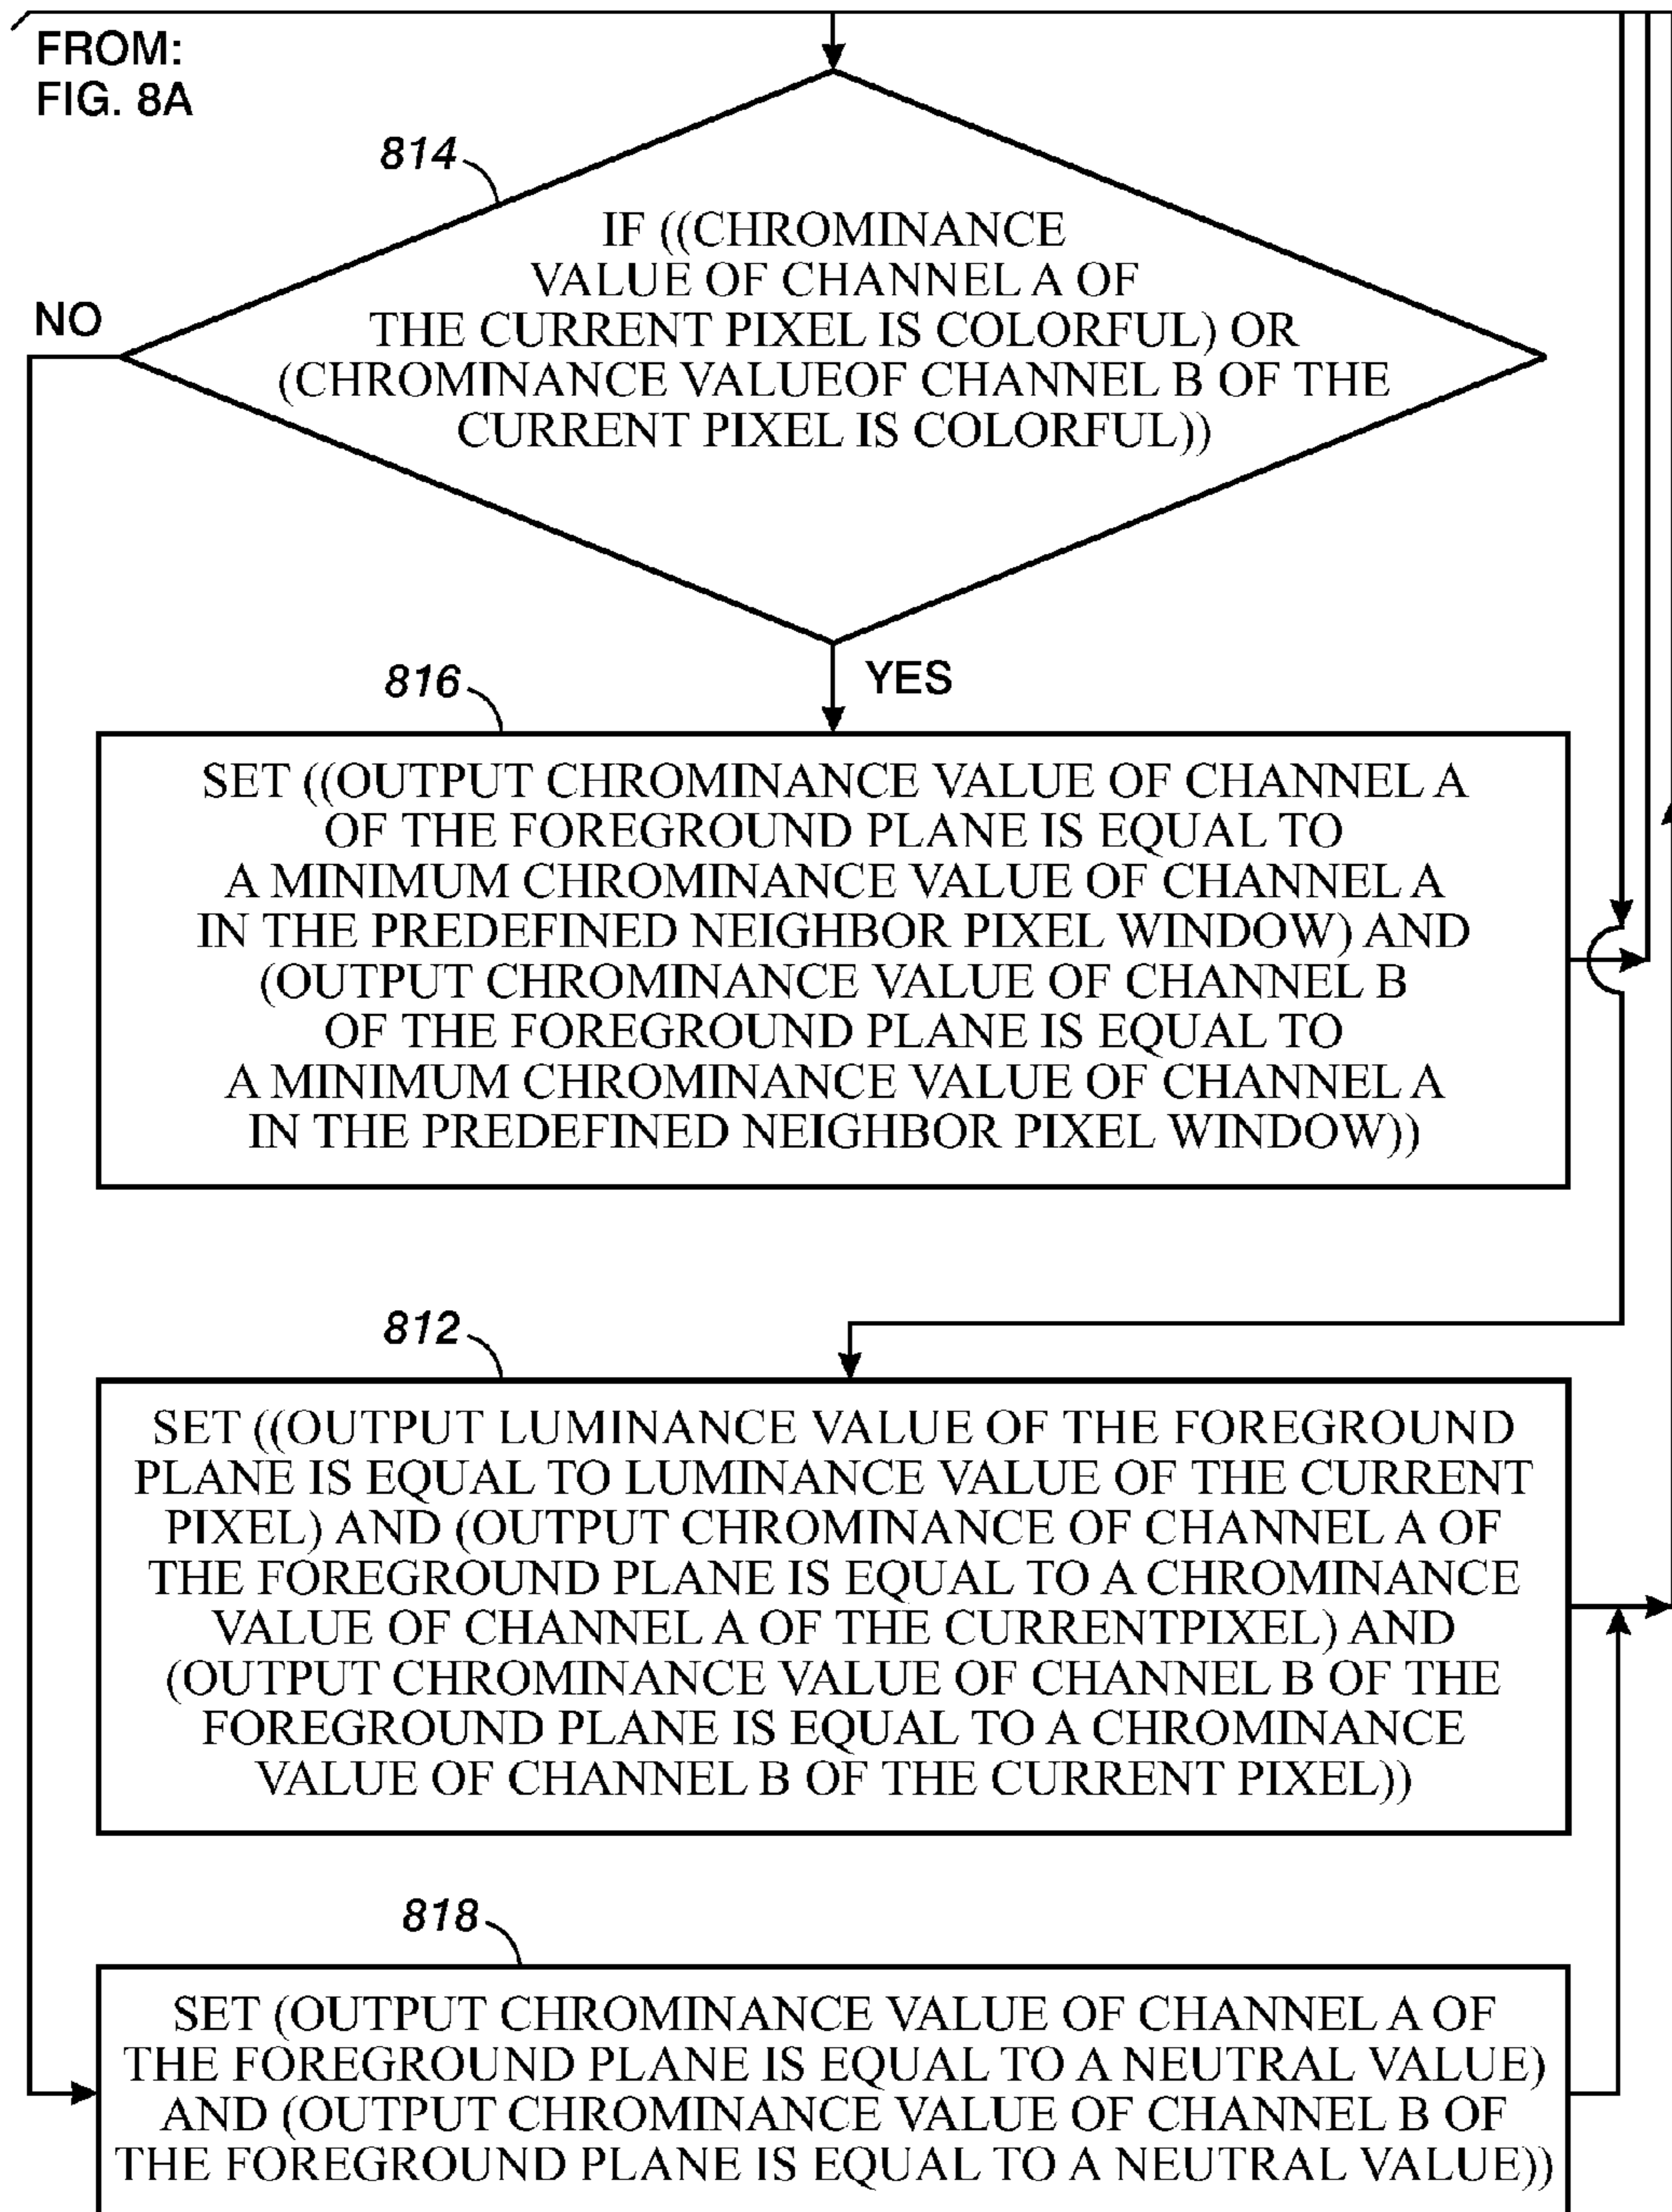 FROM:
FIG. 8A
814
IF ((CHROMINANCE
VALUE OF CHANNEL A OF
THE CURRENT PIXEL IS COLORFUL) OR
(CHROMINANCE VALUEOF CHANNEL B OF THE
CURRENT PIXEL IS COLORFUL))
NO
YES
816
SET ((OUTPUT CHROMINANCE VALUE OF CHANNEL A
OF THE FOREGROUND PLANE IS EQUAL TO
A MINIMUM CHROMINANCE VALUE OF CHANNEL A
IN THE PREDEFINED NEIGHBOR PIXEL WINDOW) AND
(OUTPUT CHROMINANCE VALUE OF CHANNEL B
OF THE FOREGROUND PLANE IS EQUAL TO
A MINIMUM CHROMINANCE VALUE OF CHANNEL A
IN THE PREDEFINED NEIGHBOR PIXEL WINDOW))
812
SET ((OUTPUT LUMINANCE VALUE OF THE FOREGROUND
PLANE IS EQUAL TO LUMINANCE VALUE OF THE CURRENT
PIXEL) AND (OUTPUT CHROMINANCE OF CHANNEL A OF
THE FOREGROUND PLANE IS EQUAL TO A CHROMINANCE
VALUE OF CHANNEL A OF THE CURRENTPIXEL) AND
(OUTPUT CHROMINANCE VALUE OF CHANNEL B OF THE
FOREGROUND PLANE IS EQUAL TO A CHROMINANCE
VALUE OF CHANNEL B OF THE CURRENT PIXEL))
818
SET (OUTPUT CHROMINANCE VALUE OF CHANNEL A OF
THE FOREGROUND PLANE IS EQUAL TO A NEUTRAL VALUE)
AND (OUTPUT CHROMINANCE VALUE OF CHANNEL B OF
THE FOREGROUND PLANE IS EQUAL TO A NEUTRAL VALUE))